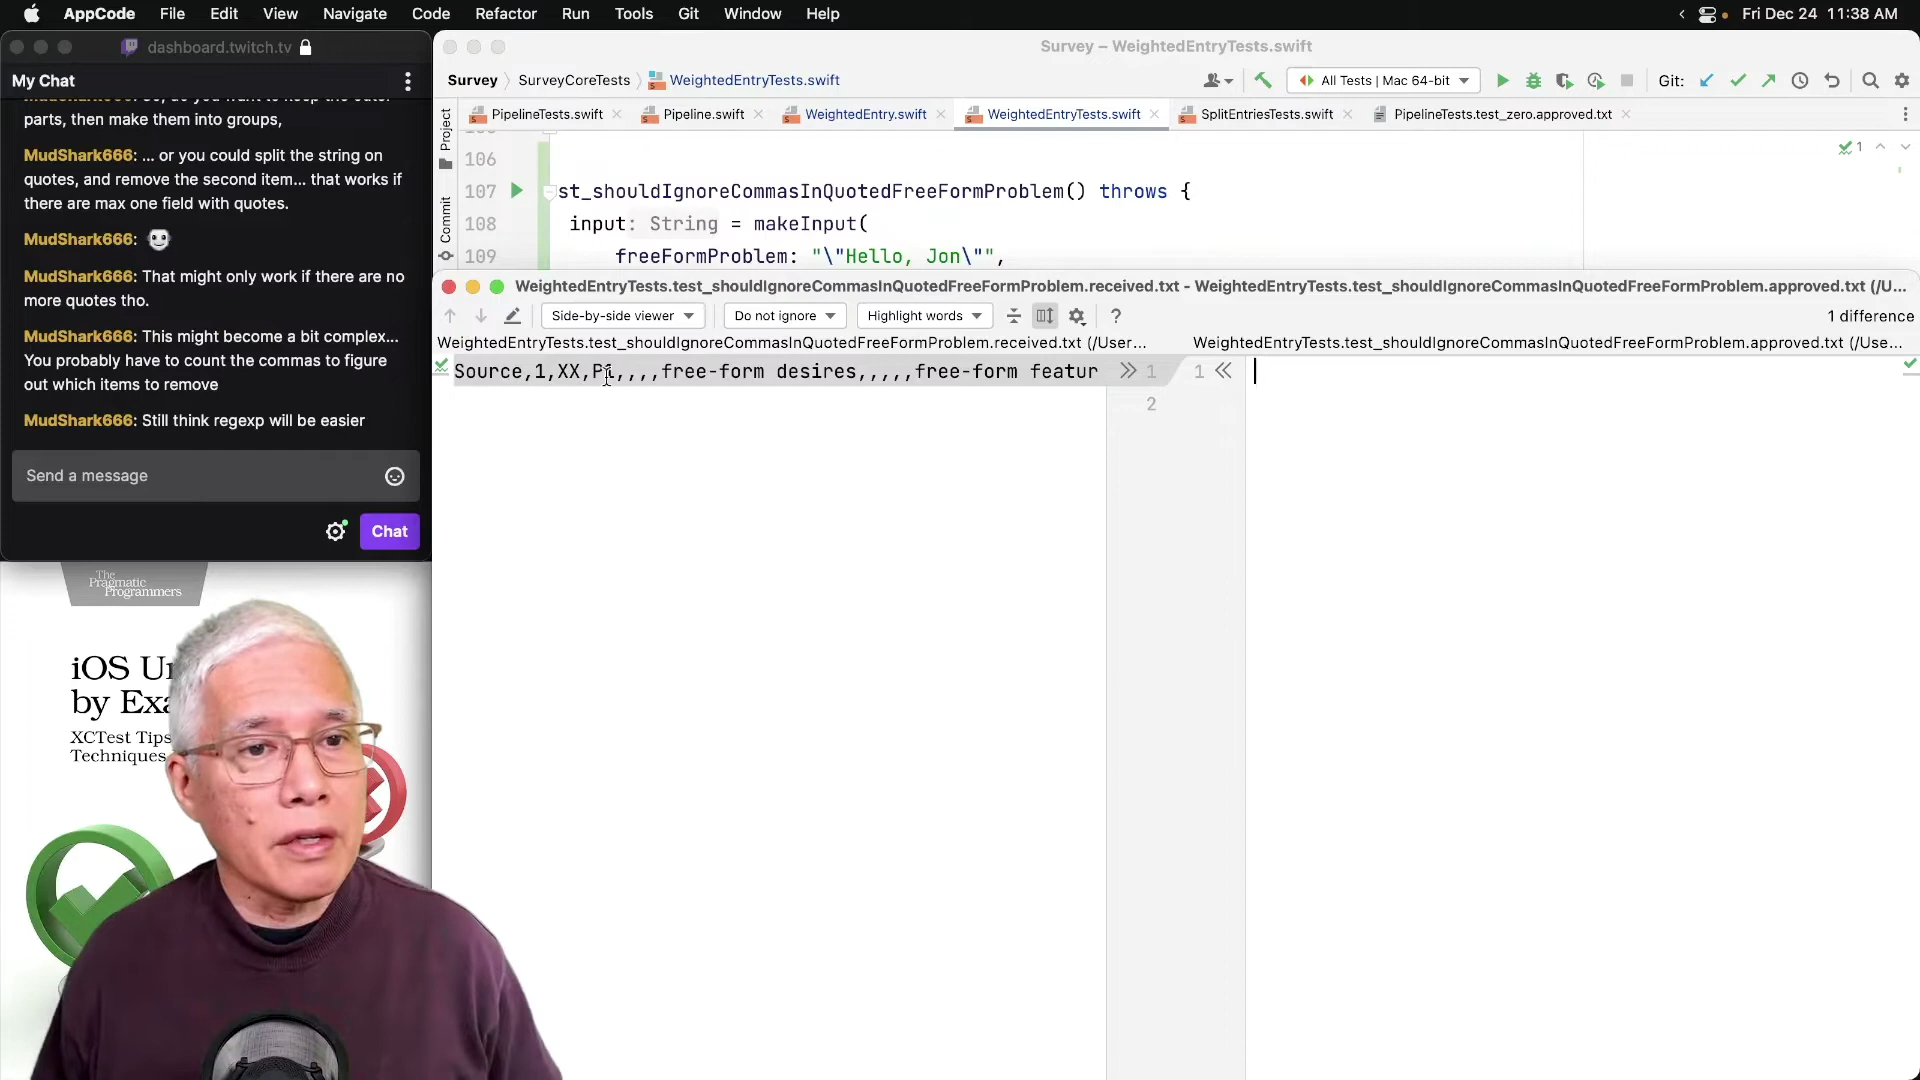 AppCode File Edit View Navigate Code Refactor Run Tools Git Window Help Fri Dec 24 11:38 AM
dashboard.twitch.tv
My Chat
parts, then make them into groups,
MudShark666: ... or you could split the string on
quotes, and remove the second item... that works if
there are max one field with quotes.
MudShark666:
MudShark666: That might only work if there are no
more quotes tho.
MudShark666: This might become a bit complex...
You probably have to count the commas to figure
out which items to remove
MudShark666: Still think regexp will be easier
Send a message
Chat
Survey – WeightedEntryTests.swift
Survey SurveyCoreTests WeightedEntryTests.swift All Tests | Mac 64-bit Git:
PipelineTests.swift Pipeline.swift WeightedEntry.swift WeightedEntryTests.swift SplitEntriesTests.swift PipelineTests.test_zero.approved.txt
Project
Commit
106
1
107 st_shouldIgnoreCommasInQuotedFreeFormProblem() throws {
108 input: String = makeInput(
109 freeFormProblem: "\"Hello, Jon\"",
WeightedEntryTests.test_shouldIgnoreCommasInQuotedFreeFormProblem.received.txt - WeightedEntryTests.test_shouldIgnoreCommasInQuotedFreeFormProblem.approved.txt (/U...
Side-by-side viewer Do not ignore Highlight words ? 1 difference
WeightedEntryTests.test_shouldIgnoreCommasInQuotedFreeFormProblem.received.txt (/User... WeightedEntryTests.test_shouldIgnoreCommasInQuotedFreeFormProblem.approved.txt (/Use...
Source,1,XX,P1,,,,free-form desires,,,,,free-form featur 1 1
2
The
Pragmatic
Programmers
iOS
by
XCTest Tips
Techniques